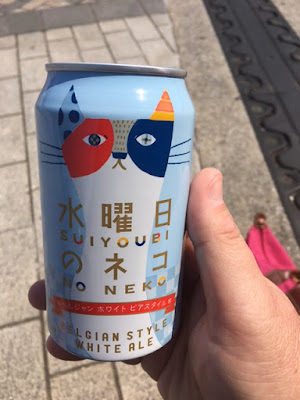 水曜日
SUIYOUBI
のネコ
NO NEKO
ベルジャン ホワイト ビアスタイル
BELGIAN STYLE
WHITE ALE